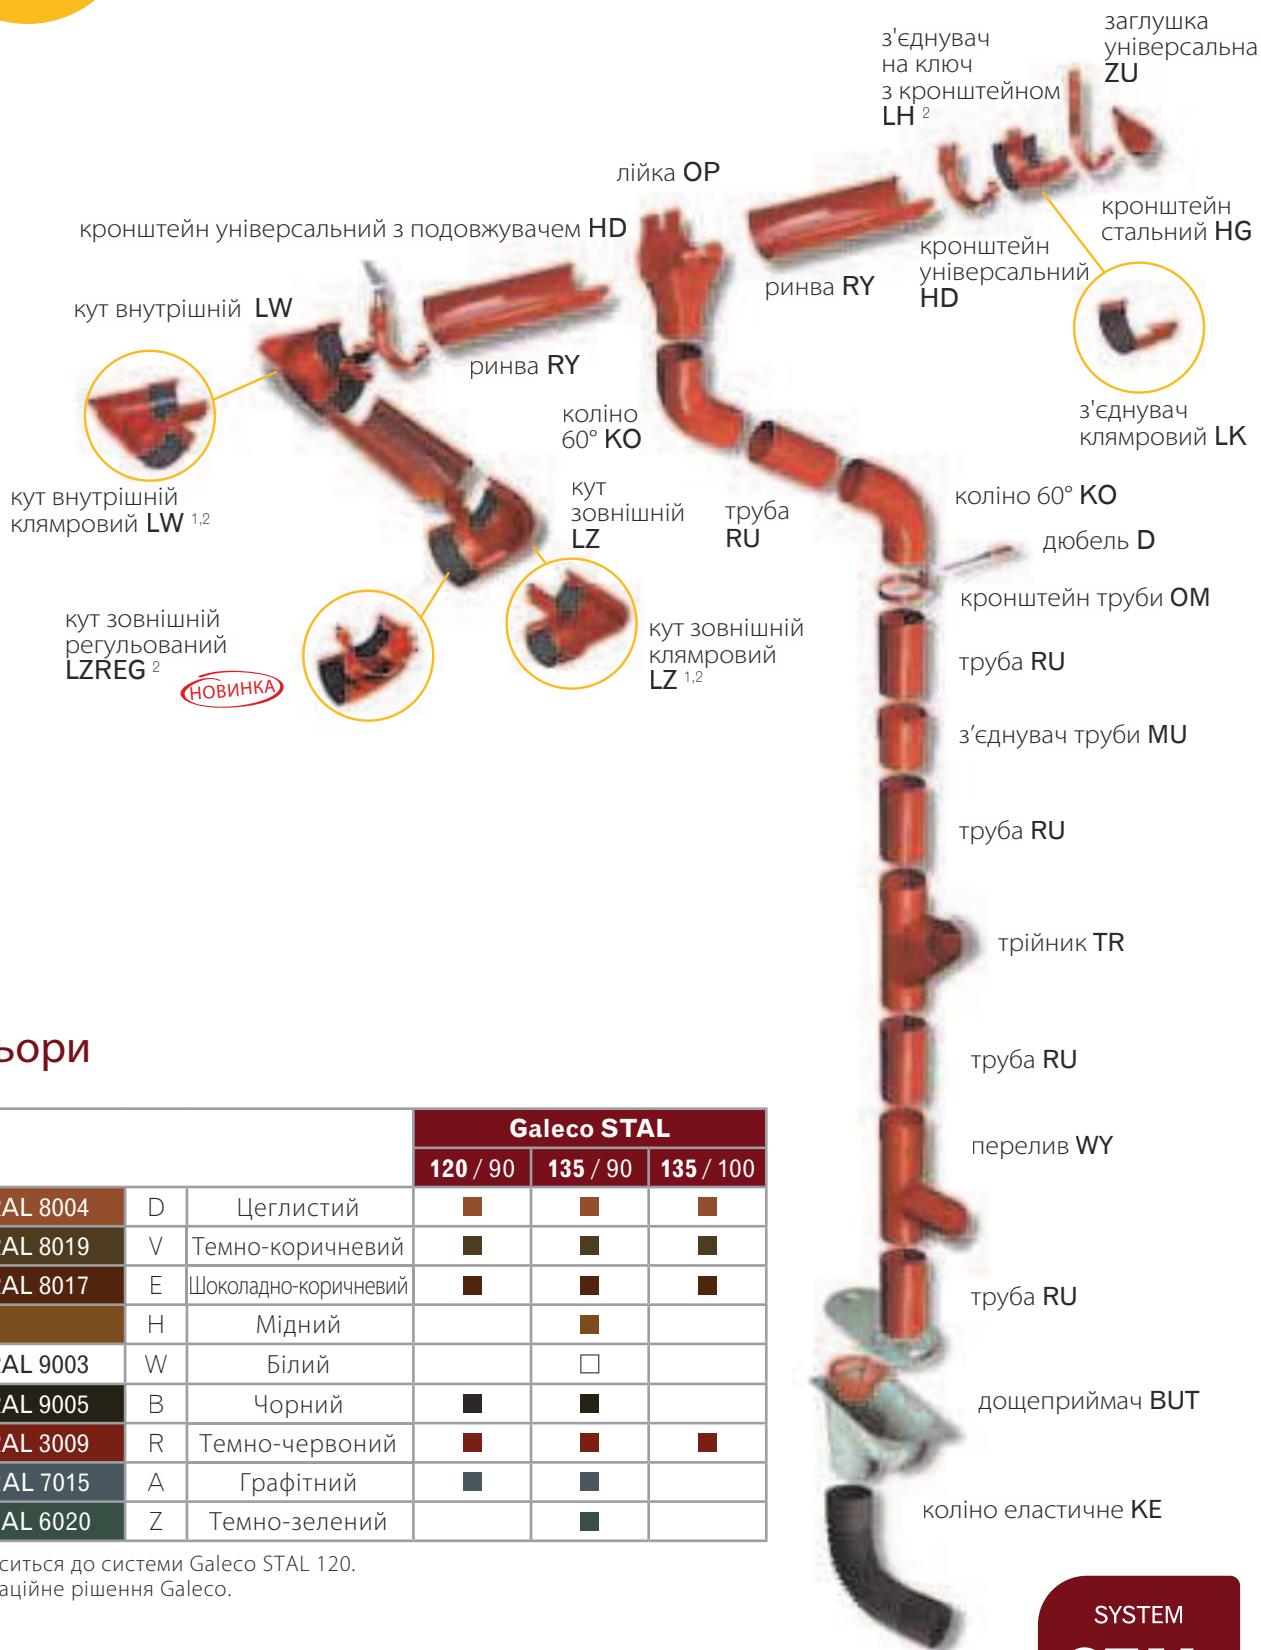 з'єднувач
на ключ
з кронштейном
LH 2
заглушка
універсальна
ZU
лійка OP
кронштейн універсальний з подовжувачем HD
кронштейн
стальний HG
кронштейн
універсальний
HD
ринва RY
кут внутрішній LW
ринва RY
коліно
60° KO
з'єднувач
клямровий LK
кут внутрішній
клямровий LW 1,2
кут
зовнішній
LZ
труба
RU
коліно 60° KO
дюбель D
кронштейн труби OM
кут зовнішній
регульований
LZREG 2
НОВИНКА
кут зовнішній
клямровий
LZ 1,2
труба RU
з’єднувач труби MU
труба RU
трійник TR
ьори
труба RU
перелив WY
труба RU
дощеприймач BUT
коліно еластичне KE
Galeco STAL
120 / 90 135 / 90 135 / 100
AL 8004 D Цеглистий
AL 8019 V Темно-коричневий
AL 8017 E Шоколадно-коричневий
H Мідний
AL 9003 W Білий
AL 9005 B Чорний
AL 3009 R Темно-червоний
AL 7015 A Графітний
AL 6020 Z Темно-зелений
ситься до системи Galeco STAL 120.
аційне рішення Galeco.
SYSTEM